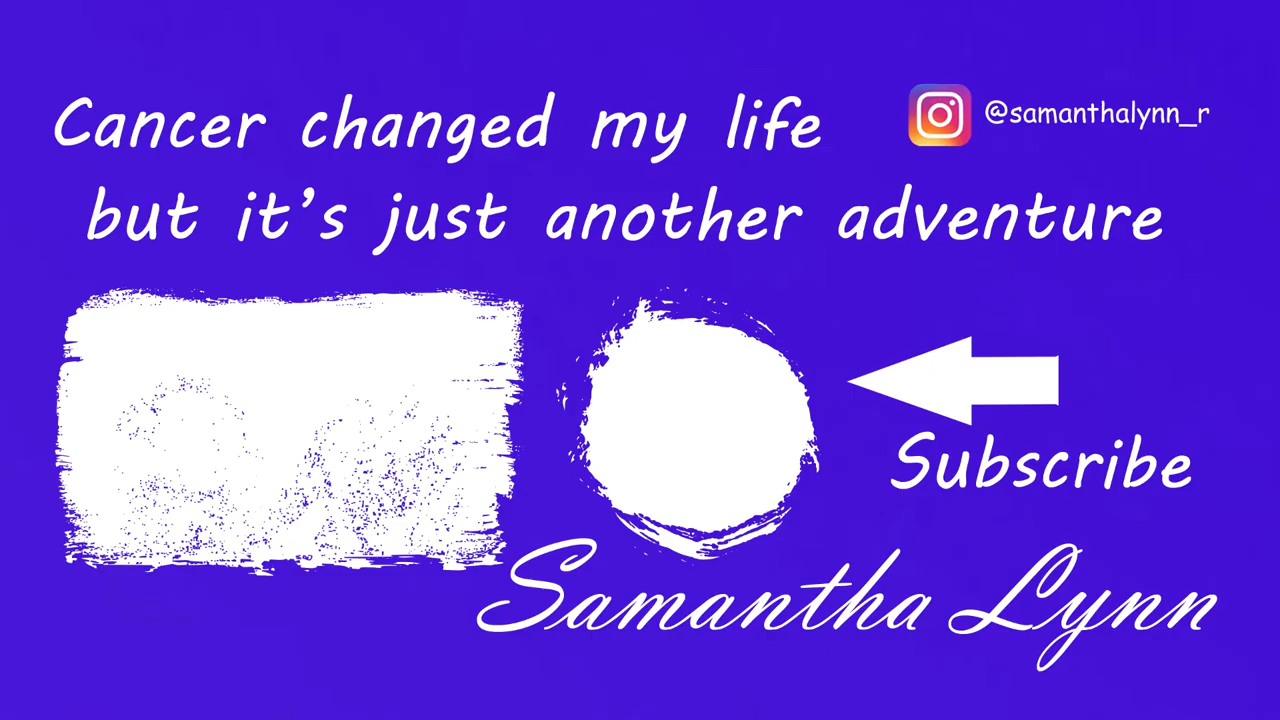 Cancer changed my life
@samanthalynn_r
but it’s just another adventure
Subscribe
Samantha Lynn